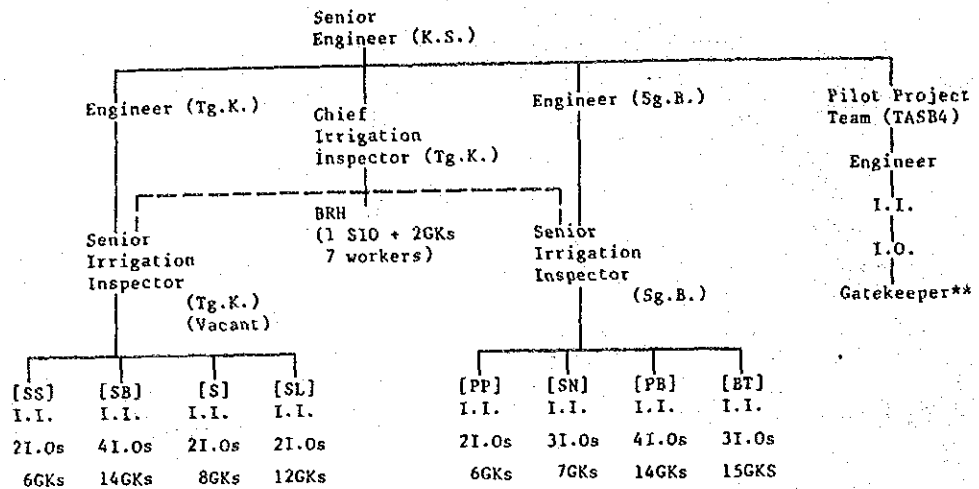 Senior
Engineer (K.S.)
Engineer (Tg.K.)
Chief
Irrigation
Inspector (Tg.K.)
Engineer (Sg.B.)
Pilot Project
Team (TASB4)
Engineer
I.I.
I.O.
Gatekeeper**
BRH
(1 SIO + 2GKs
7 workers)
Senior
Irrigation
Inspector
(Tg.K.)
(Vacant)
Senior
Irrigation
Inspector
(Sg.B.)
[SS] [SB] [S] [SL] [PP] [SN] [PB] [BT]
I.I. I.I. I.I. I.I. I.I. I.I. I.I. I.I.
2I.Os 4I.Os 2I.Os 2I.Os 2I.Os 3I.Os 4I.Os 3I.Os
6GKs 14GKs 8GKs 12GKs 6GKs 7GKs 14GKs 15GKS